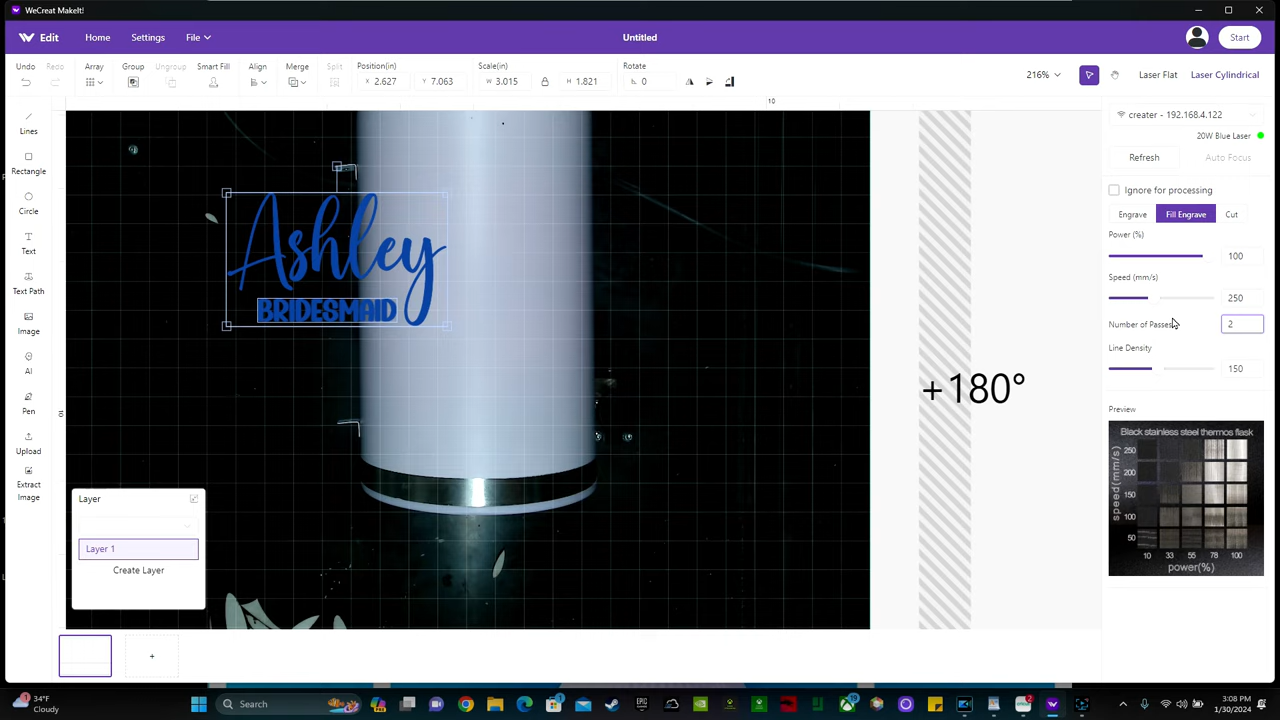 WeCreat MakeIt!
Edit Home Settings File Untitled Start
Undo Redo Array Group Ungroup Smart Fill Align Merge Split Position(in) Scale(in) Rotate
X 2.627 Y 7.063 W 3.015 H 1.821 0 216% Laser Flat Laser Cylindrical
10
creater - 192.168.4.122
20W Blue Laser
Refresh Auto Focus
Ignore for processing
Engrave Fill Engrave Cut
Power (%)
100
Speed (mm/s)
250
Number of Passes
2
Line Density
150
Preview
Black stainless steel thermos flask
speed(mm/s)
250
200
150
100
50
10 33 55 78 100
power(%)
Lines
Rectangle
Circle
Text
Text Path
Image
AI
Pen
Upload
Extract
Image
Ashley
BRIDESMAID
+180°
10
Layer
Layer 1
Create Layer
+
1
34°F
Cloudy
Search
3:08 PM
1/30/2024